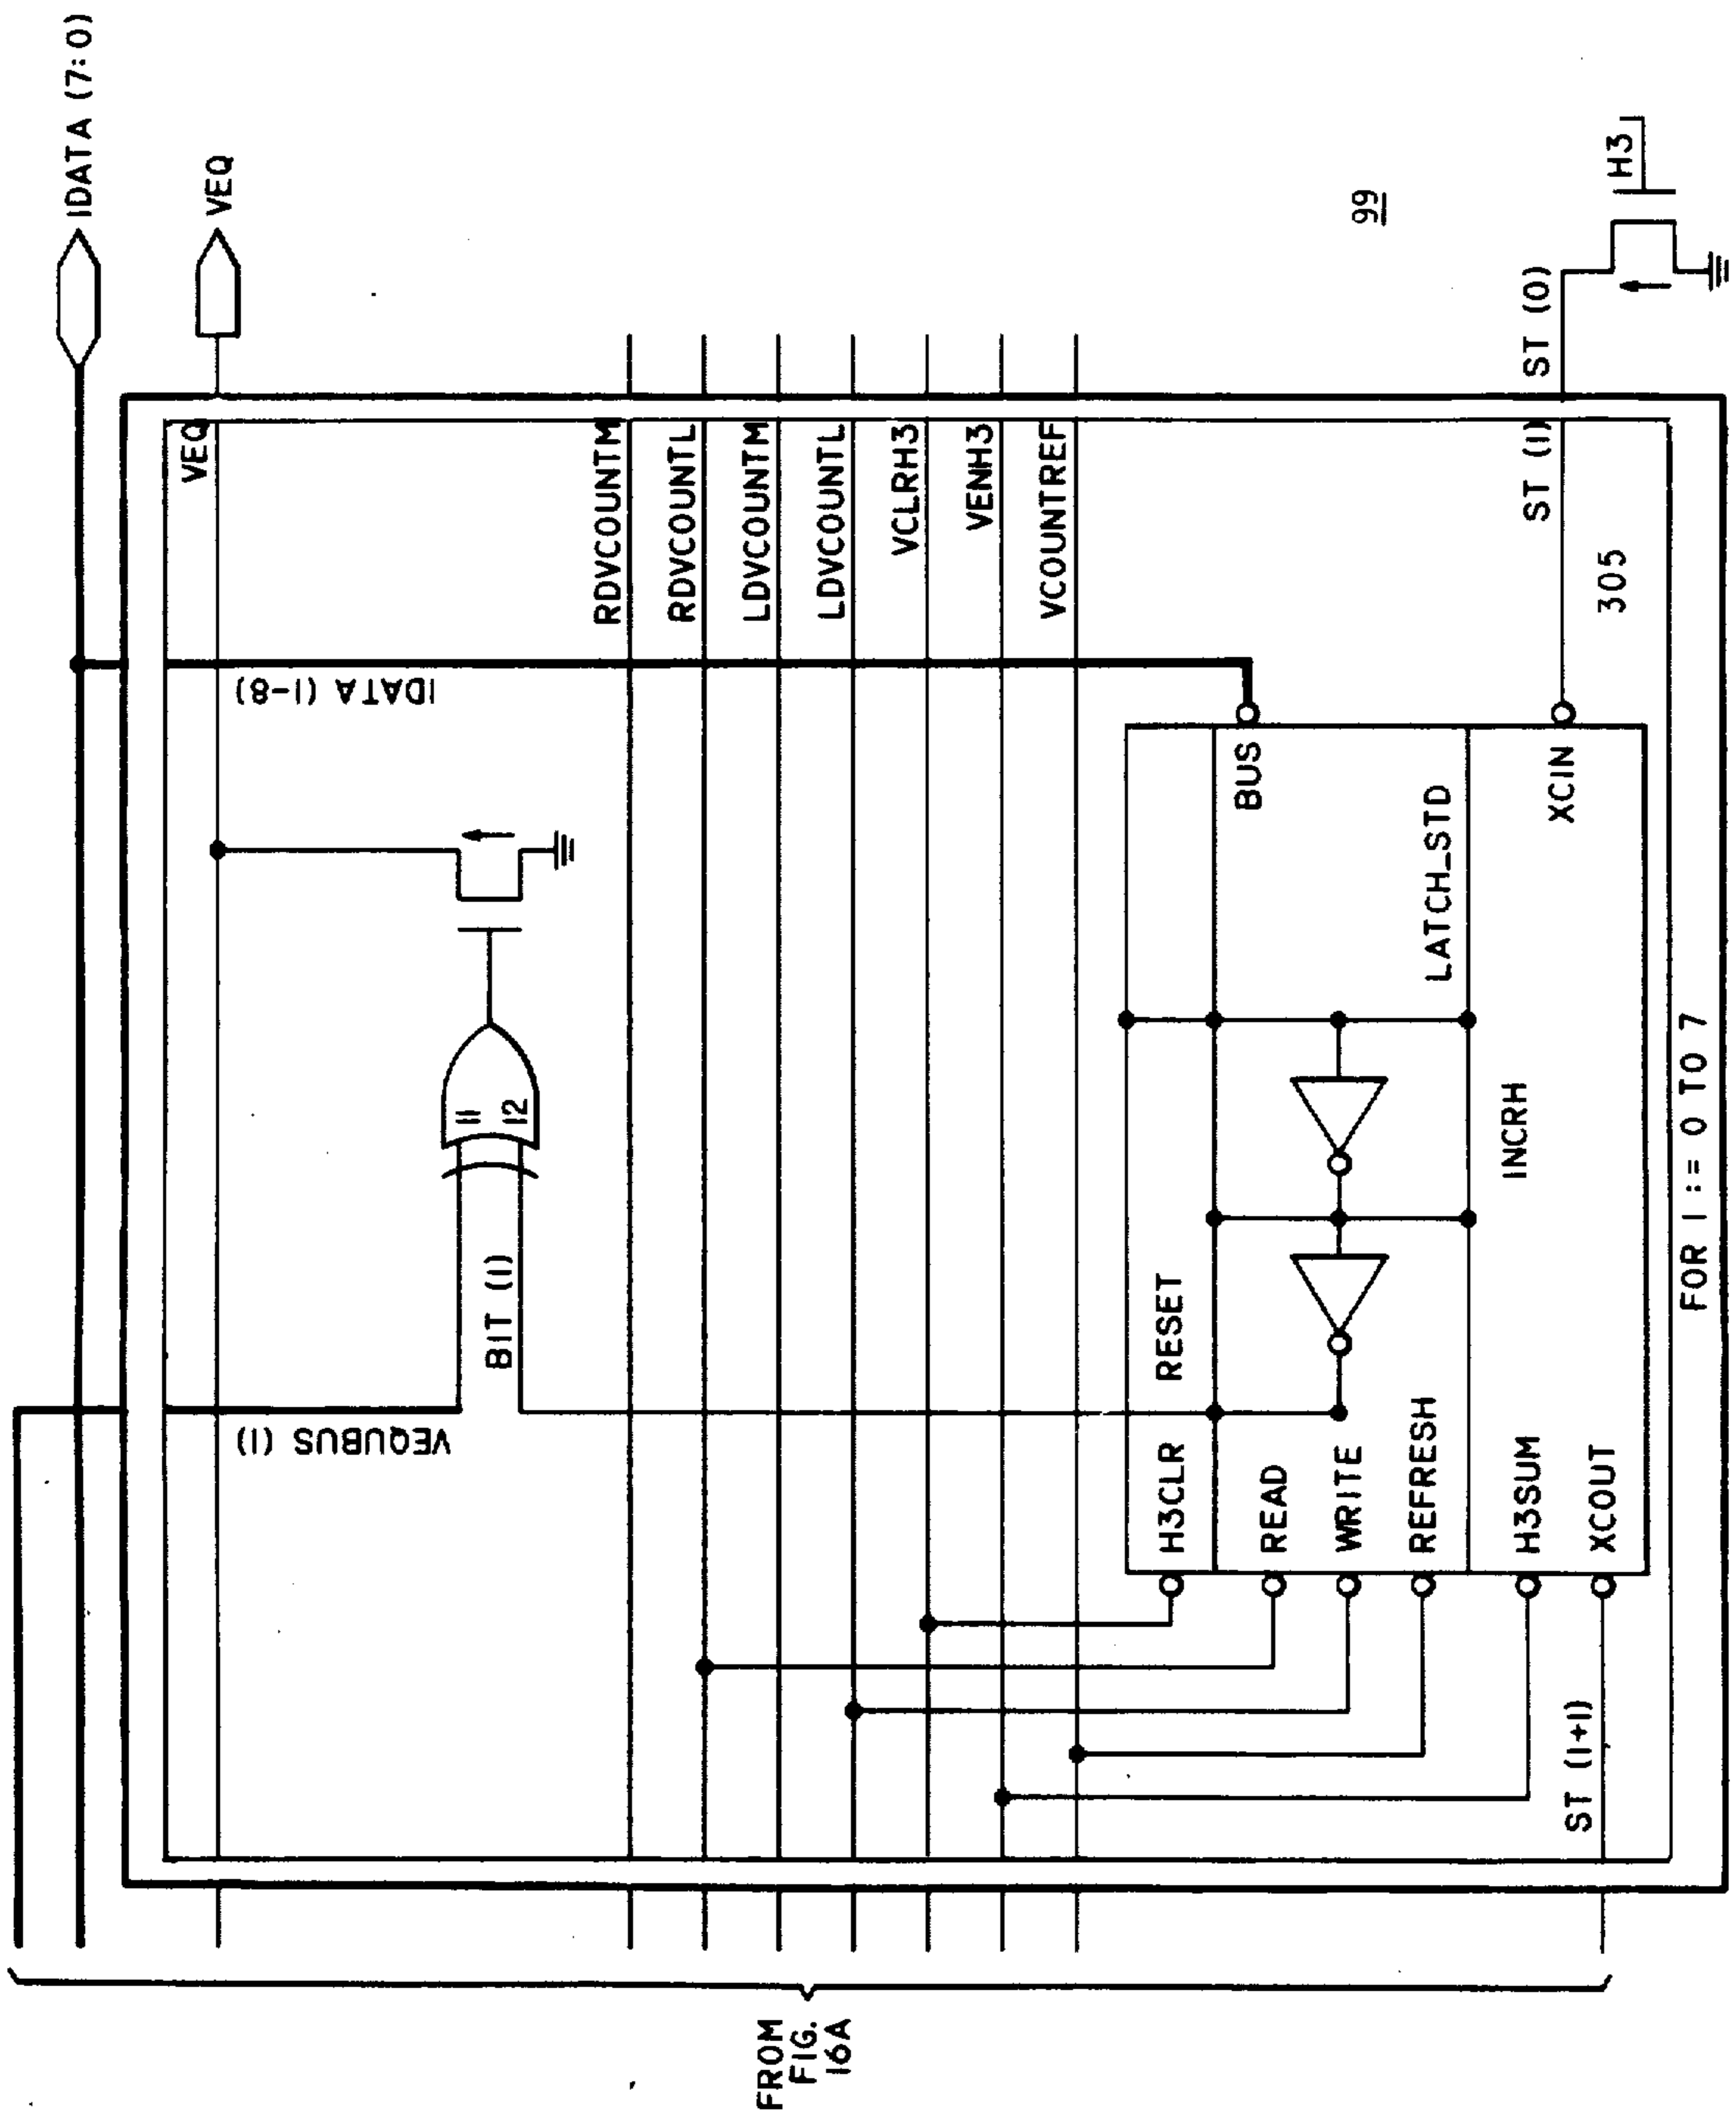 IDATA (7:0)
VEQ
VEQ
IDATA (I-8)
VEQUBUS (I)
I1
I2
BIT (I)
RDVCOUNTM
RDVCOUNTL
LDVCOUNTM
LDVCOUNTL
VCLRH3
VENH3
VCOUNTREF
H3CLR
RESET
READ
BUS
WRITE
REFRESH
LATCH_STD
H3SUM
INCRH
XCOUT
XCIN
ST (I+1)
ST (I)
ST (0)
H3
305
99
FOR I := 0 TO 7
FROM
FIG.
16A